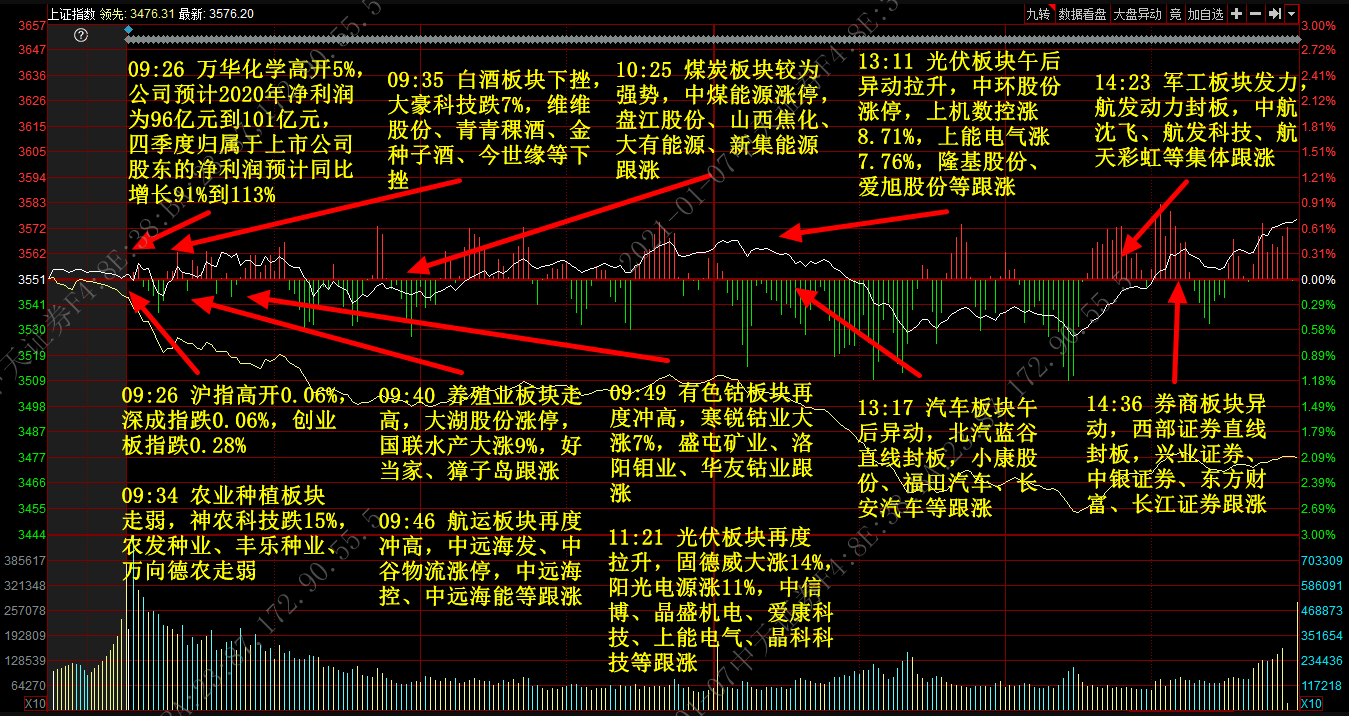 上证指数 领先: 3476.31 最新: 3576.20
九转 数据看盘 大盘异动 竞 加自选
09:26 万华化学高开5%,
公司预计2020年净利润
为96亿元到101亿元,
四季度归属于上市公司
股东的净利润预计同比
增长91%到113%
09:35 白酒板块下挫,
大豪科技跌7%, 维维
股份、青青稞酒、金
种子酒、今世缘等下
挫
10:25 煤炭板块较为
强势, 中煤能源涨停,
盘江股份、山西焦化、
大有能源、新集能源
跟涨
13:11 光伏板块午后
异动拉升, 中环股份
涨停, 上机数控涨
8.71%, 上能电气涨
7.76%, 隆基股份、
爱旭股份等跟涨
14:23 军工板块发力,
航发动力封板, 中航
沈飞、航发科技、航
天彩虹等集体跟涨
09:26 沪指高开0.06%,
深成指跌0.06%, 创业
板指跌0.28%
09:34 农业种植板块
走弱, 神农科技跌15%,
农发种业、丰乐种业、
万向德农走弱
09:40 养殖业板块走
高, 大湖股份涨停,
国联水产大涨9%, 好
当家、獐子岛跟涨
09:46 航运板块再度
冲高, 中远海发、中
谷物流涨停, 中远海
控、中远海能等跟涨
09:49 有色钴板块再
度冲高, 寒锐钴业大
涨7%, 盛屯矿业、洛
阳钼业、华友钴业跟
涨
11:21 光伏板块再度
拉升, 固德威大涨14%,
阳光电源涨11%, 中信
博、晶盛机电、爱康科
技、上能电气、晶科科
技等跟涨
13:17 汽车板块午
后异动, 北汽蓝谷
直线封板, 小康股
份、福田汽车、长
安汽车等跟涨
14:36 券商板块异
动, 西部证券直线
封板, 兴业证券、
中银证券、东方财
富、长江证券跟涨
3657
3647
3636
3626
3615
3605
3594
3583
3572
3562
3551
3541
3530
3519
3509
3498
3487
3477
3466
3455
3444
385617
321348
257078
192809
128539
64270
X10
3.00%
2.72%
2.41%
2.12%
1.81%
1.51%
1.21%
0.91%
0.61%
0.31%
0.00%
0.29%
0.58%
0.89%
1.18%
1.49%
1.79%
2.09%
2.39%
2.69%
3.00%
703309
586091
468873
351654
234436
117218
X10